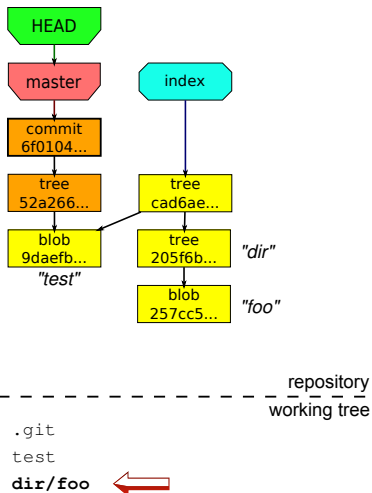 HEAD
master
index
commit
6f0104...
tree
52a266...
tree
cad6ae...
blob
9daefb...
"test"
tree
205f6b...
"dir"
blob
257cc5...
"foo"
repository
working tree
.git
test
dir/foo